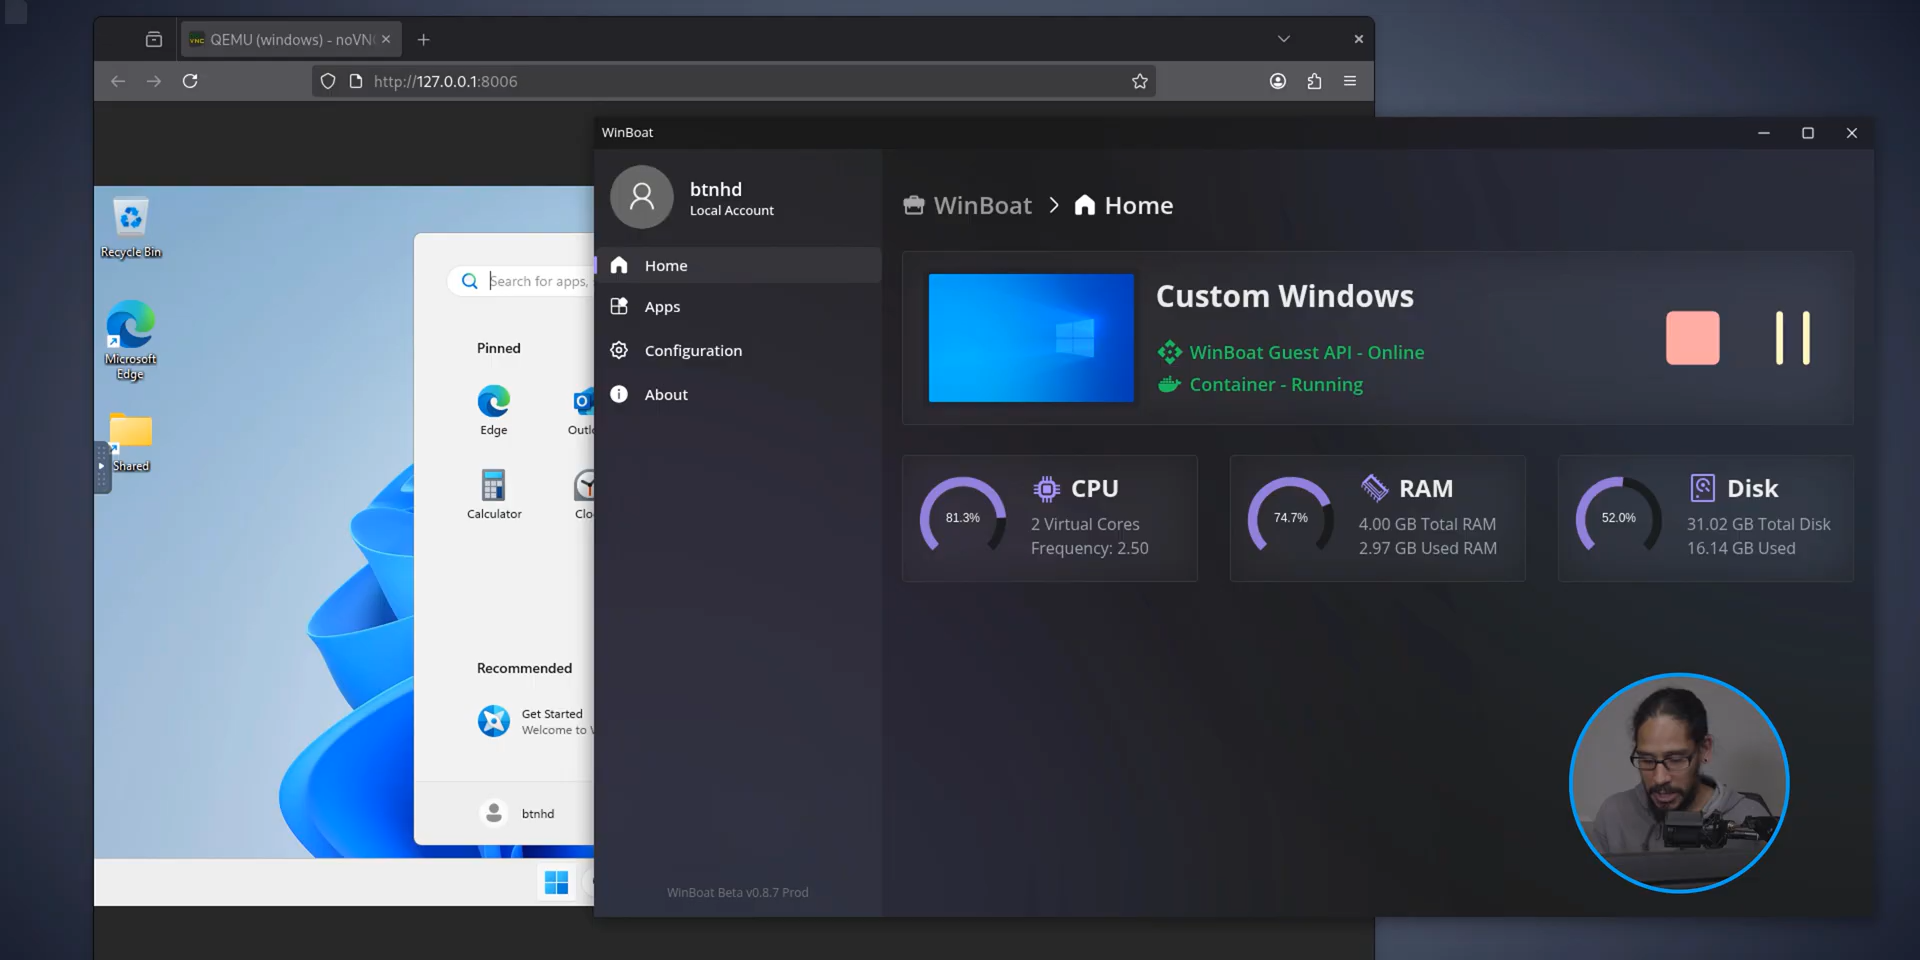 VNC QEMU (windows) - noVNC
http://127.0.0.1:8006
Recycle Bin
Microsoft
Edge
Shared
Search for apps,
Pinned
Edge
Calculator
Recommended
Get Started
Welcome to
btnhd
WinBoat
btnhd
Local Account
Home
Apps
Configuration
About
WinBoat Beta v0.8.7 Prod
WinBoat > Home
Custom Windows
WinBoat Guest API - Online
Container - Running
81.3%
CPU
2 Virtual Cores
Frequency: 2.50
74.7%
RAM
4.00 GB Total RAM
2.97 GB Used RAM
52.0%
Disk
31.02 GB Total Disk
16.14 GB Used